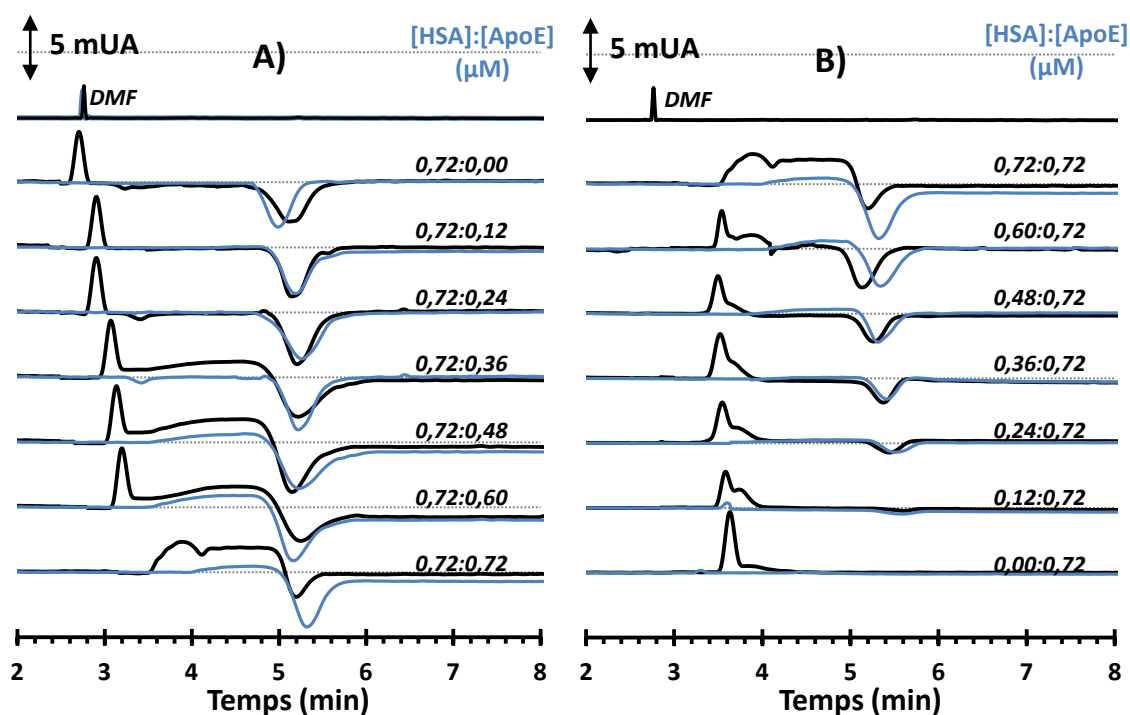 5 mUA
A)
[HSA]:[ApoE]
(µM)
DMF
0,72:0,00
0,72:0,12
0,72:0,24
0,72:0,36
0,72:0,48
0,72:0,60
0,72:0,72
2 3 4 5 6 7 8
Temps (min)
5 mUA
B)
[HSA]:[ApoE]
(µM)
DMF
0,72:0,72
0,60:0,72
0,48:0,72
0,36:0,72
0,24:0,72
0,12:0,72
0,00:0,72
2 3 4 5 6 7 8
Temps (min)